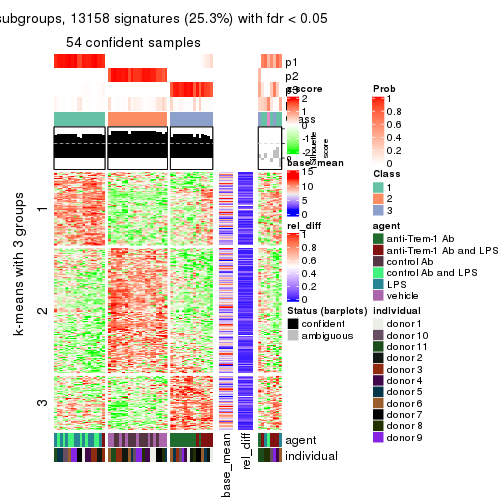 subgroups, 13158 signatures (25.3%) with fdr < 0.05
54 confident samples
p1
p2
Silhouette
score
base_mean
15
10
5
0
rel_diff
1
0.8
0.6
0.4
0.2
0
Status (barplots)
confident
ambiguous
Prob
1
0.8
0.6
0.4
0.2
0
Class
1
2
3
agent
anti-Trem-1 Ab
anti-Trem-1 Ab and LPS
control Ab
control Ab and LPS
LPS
vehicle
individual
donor 1
donor 10
donor 11
donor 2
donor 3
donor 4
donor 5
donor 6
donor 7
donor 8
donor 9
k-means with 3 groups
1
2
3
agent
individual
base_mean
rel_diff